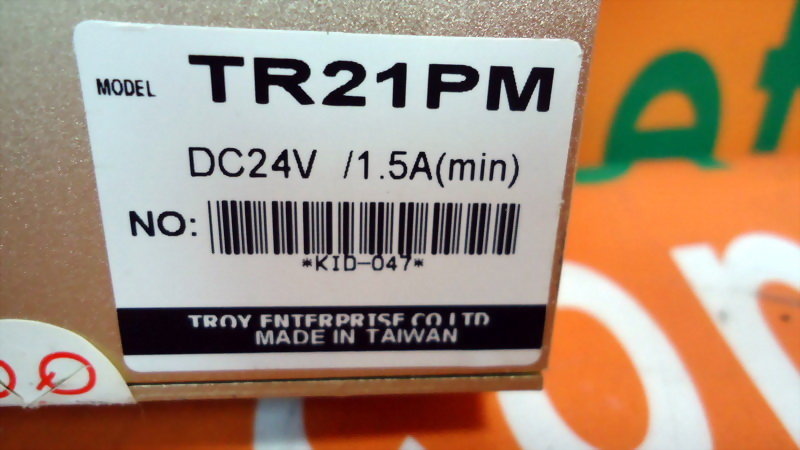 MODEL TR21PM
DC24V /1.5A(min)
NO:
*KID-047*
TROY ENTERPRISE CO.LTD
MADE IN TAIWAN